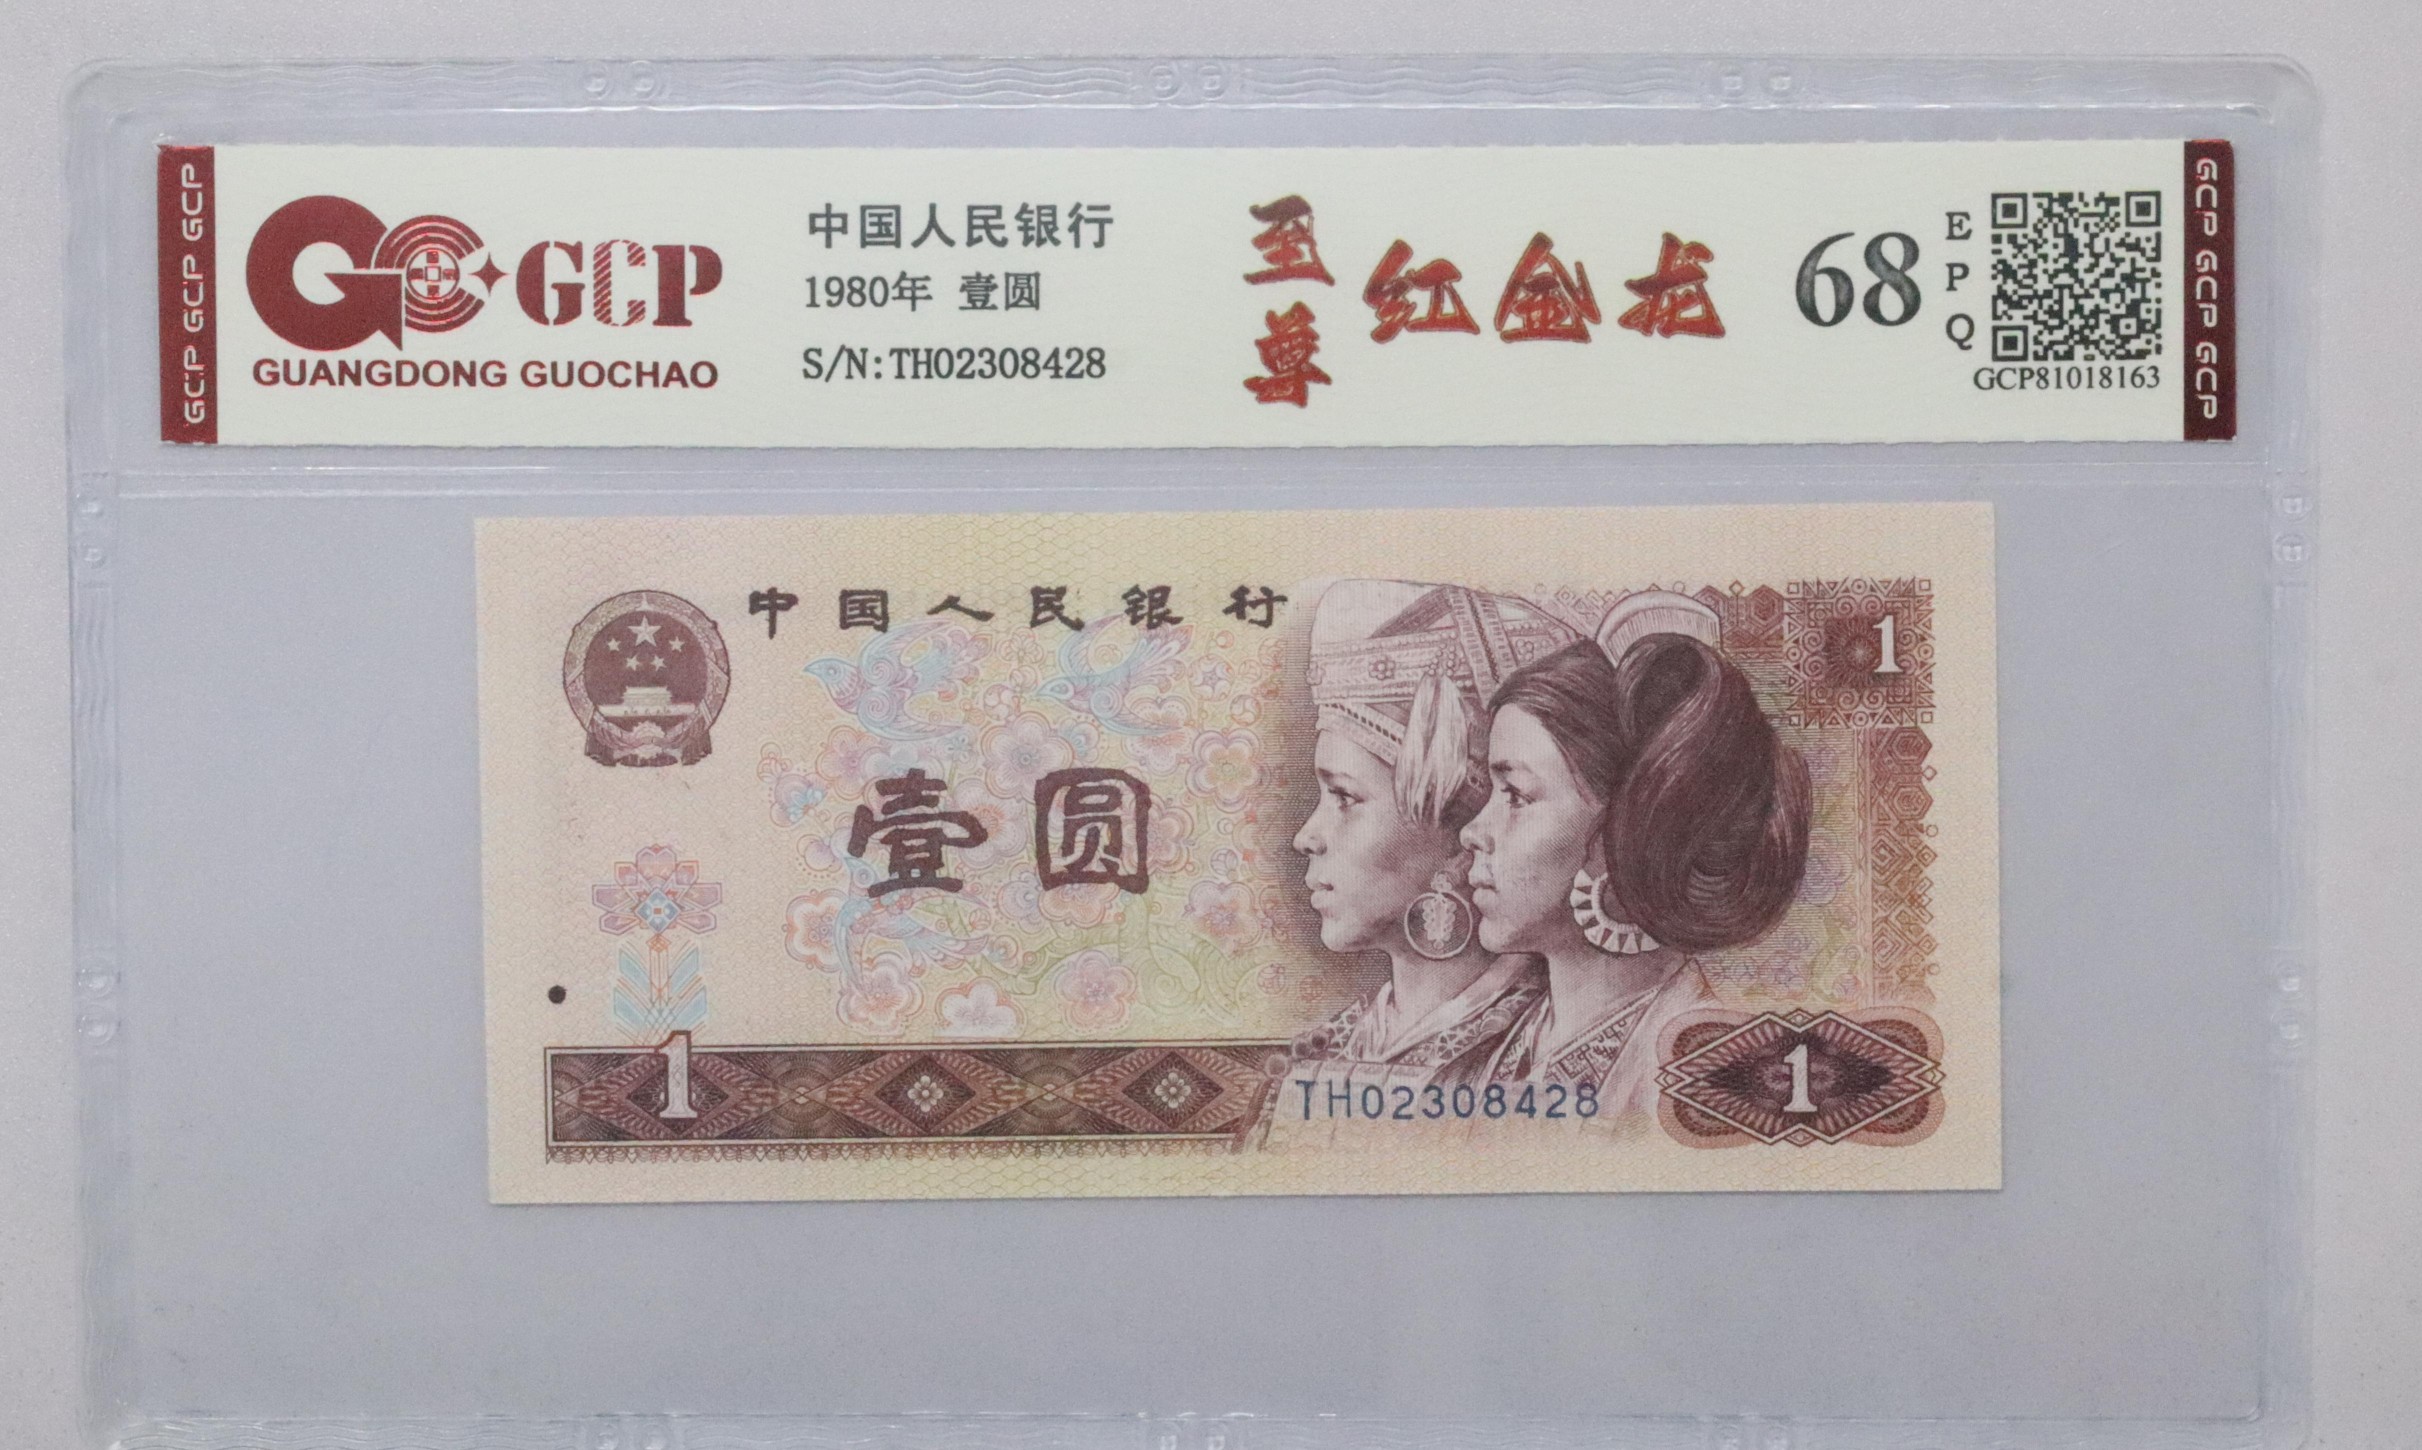 GCP GCP GCP
GCP
GUANGDONG GUOCHAO
中国人民银行
1980年 壹圆
S/N:TH02308428
至尊
红金龙
68
EPQ
GCP81018163
GCP GCP GCP
中国人民银行
1
壹圆
1
TH02308428
1